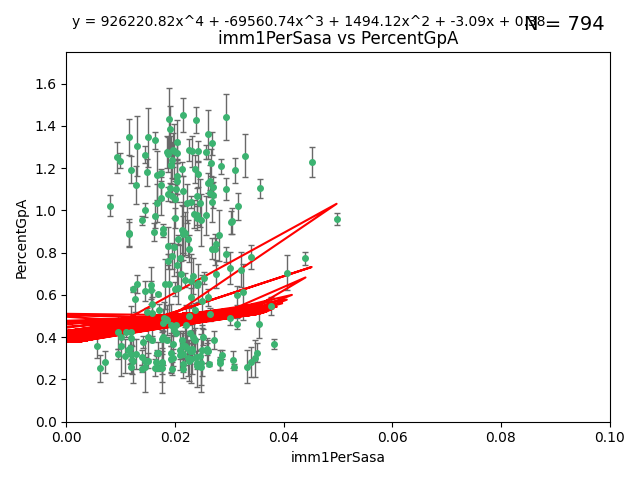 y = 926220.82x^4 + -69560.74x^3 + 1494.12x^2 + -3.09x + 0.38
N = 794
imm1PerSasa vs PercentGpA
1.6
1.4
1.2
1.0
0.8
0.6
0.4
0.2
0.0
PercentGpA
0.00 0.02 0.04 0.06 0.08 0.10
imm1PerSasa